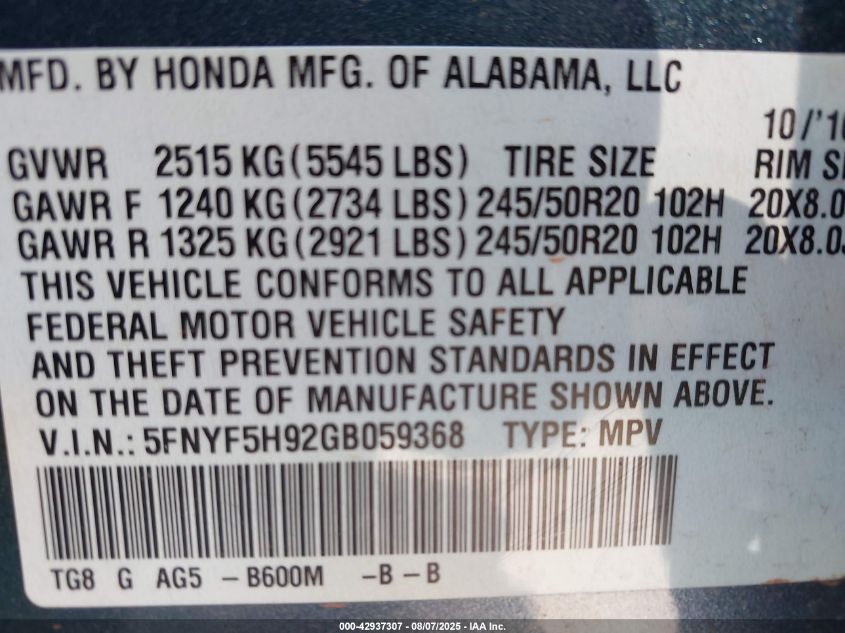 MFD. BY HONDA MFG. OF ALABAMA, LLC
10/'1
GVWR 2515 KG (5545 LBS) TIRE SIZE RIM
GAWR F 1240 KG (2734 LBS) 245/50R20 102H 20X8.0
GAWR R 1325 KG (2921 LBS) 245/50R20 102H 20X8.0
THIS VEHICLE CONFORMS TO ALL APPLICABLE
FEDERAL MOTOR VEHICLE SAFETY
AND THEFT PREVENTION STANDARDS IN EFFECT
ON THE DATE OF MANUFACTURE SHOWN ABOVE.
V.I.N.: 5FNYF5H92GB059368 TYPE: MPV
TG8 G AG5 -B600M -B-B
000-42937307 - 08/07/2025 - IAA Inc.